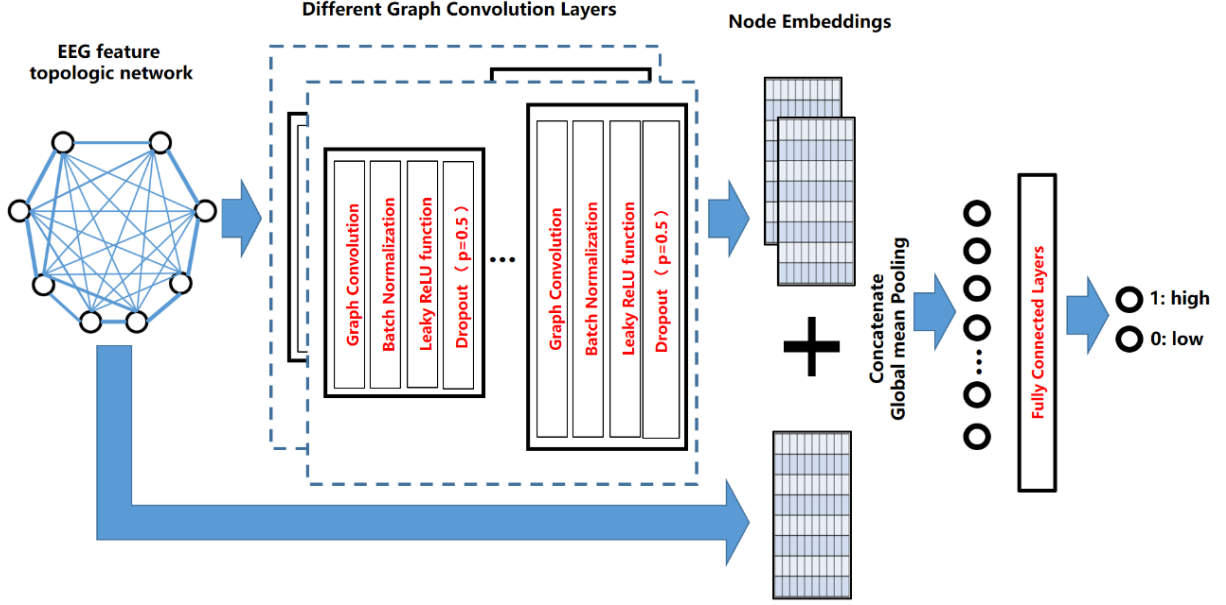 Different Graph Convolution Layers
Node Embeddings
EEG feature
topologic network
Graph Convolution
Batch Normalization
Leaky ReLU function
Dropout （ p=0.5 ）
...
Graph Convolution
Batch Normalization
Leaky ReLU function
Dropout （ p=0.5 ）
+
Concatenate
Global mean Pooling
...
Fully Connected Layers
1: high
0: low